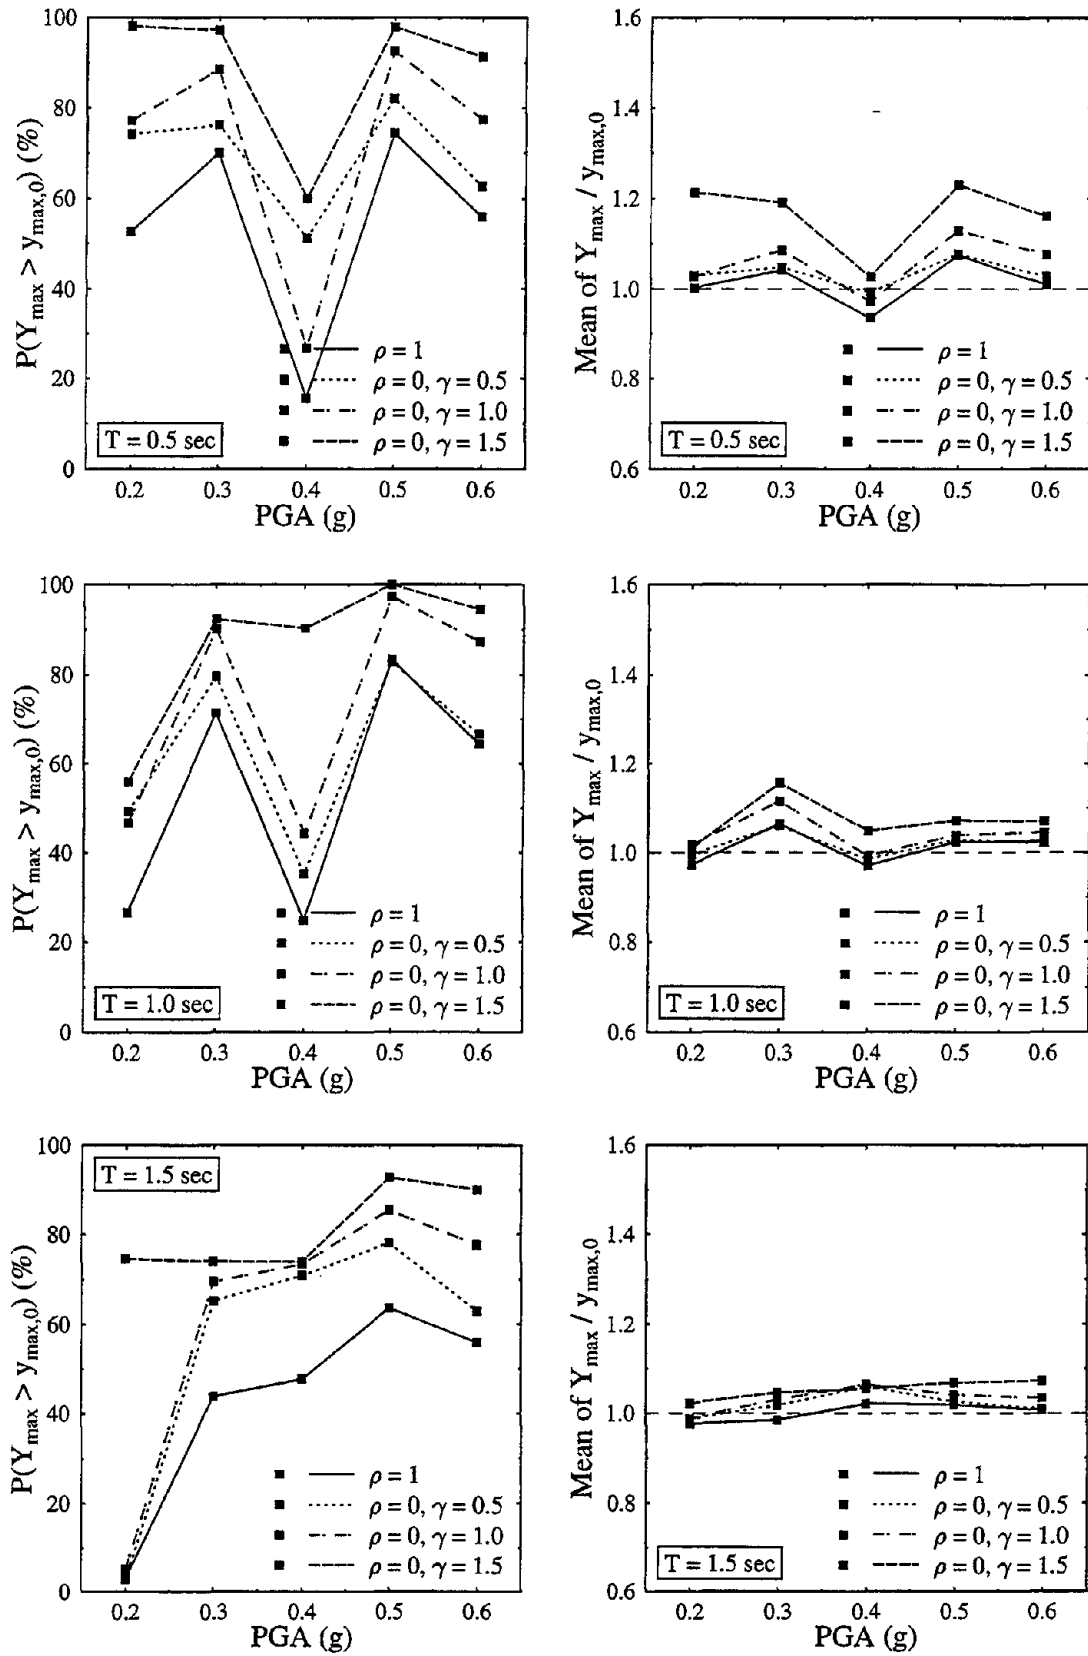 100
80
60
40
20
0
P(Y_max > y_max,0) (%)
ρ = 1
ρ = 0, γ = 0.5
ρ = 0, γ = 1.0
ρ = 0, γ = 1.5
T = 0.5 sec
0.2 0.3 0.4 0.5 0.6
PGA (g)
1.6
1.4
1.2
1.0
0.8
0.6
Mean of Y_max / y_max,0
ρ = 1
ρ = 0, γ = 0.5
ρ = 0, γ = 1.0
ρ = 0, γ = 1.5
T = 0.5 sec
0.2 0.3 0.4 0.5 0.6
PGA (g)
100
80
60
40
20
0
P(Y_max > y_max,0) (%)
ρ = 1
ρ = 0, γ = 0.5
ρ = 0, γ = 1.0
ρ = 0, γ = 1.5
T = 1.0 sec
0.2 0.3 0.4 0.5 0.6
PGA (g)
1.6
1.4
1.2
1.0
0.8
0.6
Mean of Y_max / y_max,0
ρ = 1
ρ = 0, γ = 0.5
ρ = 0, γ = 1.0
ρ = 0, γ = 1.5
T = 1.0 sec
0.2 0.3 0.4 0.5 0.6
PGA (g)
100
80
60
40
20
0
P(Y_max > y_max,0) (%)
T = 1.5 sec
ρ = 1
ρ = 0, γ = 0.5
ρ = 0, γ = 1.0
ρ = 0, γ = 1.5
0.2 0.3 0.4 0.5 0.6
PGA (g)
1.6
1.4
1.2
1.0
0.8
0.6
Mean of Y_max / y_max,0
ρ = 1
ρ = 0, γ = 0.5
ρ = 0, γ = 1.0
ρ = 0, γ = 1.5
T = 1.5 sec
0.2 0.3 0.4 0.5 0.6
PGA (g)